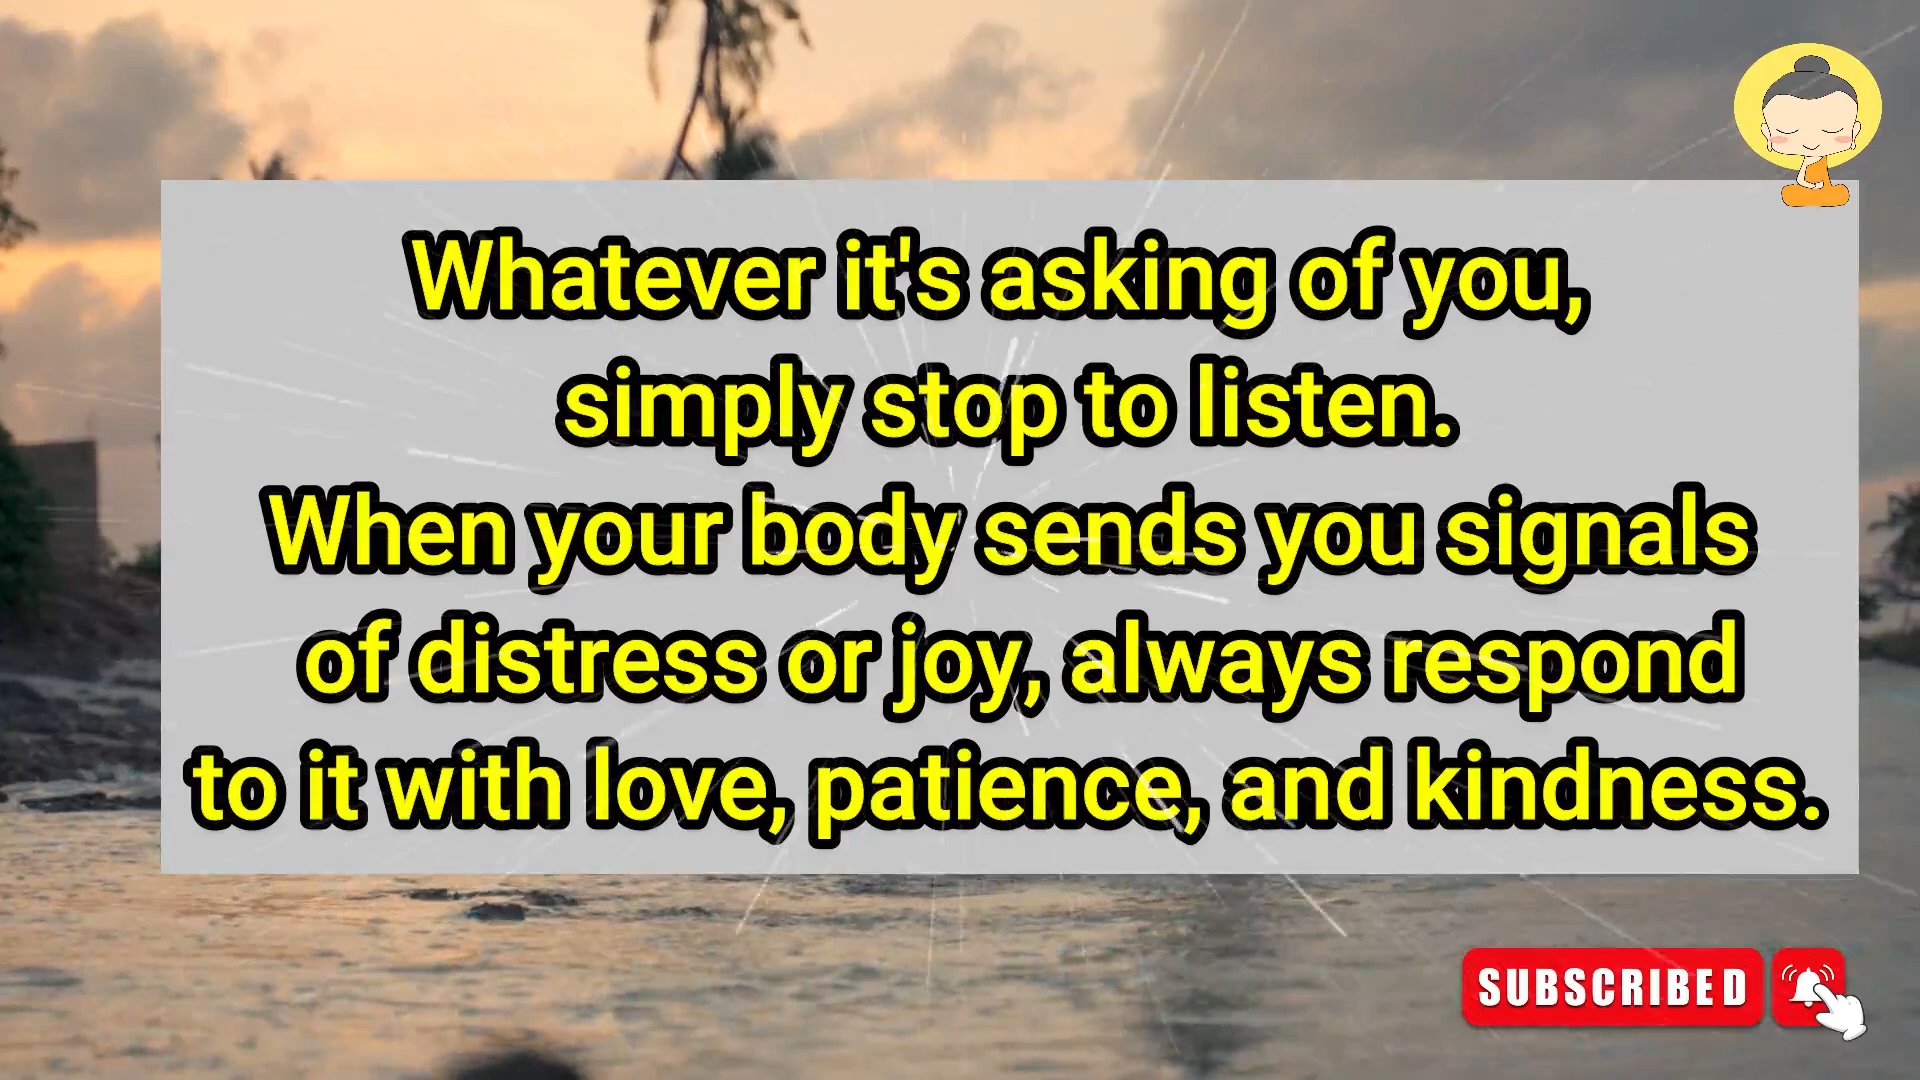 Whatever it's asking of you,
simply stop to listen.
When your body sends you signals
of distress or joy, always respond
to it with love, patience, and kindness.
SUBSCRIBED